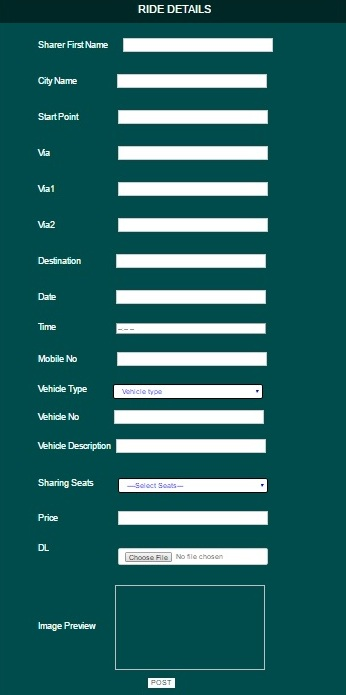 RIDE DETAILS
Sharer First Name
City Name
Start Point
Via
Via1
Via2
Destination
Date
Time -- -- --
Mobile No
Vehicle Type Vehicle type
Vehicle No
Vehicle Description
Sharing Seats ---Select Seats---
Price
DL
Choose File No file chosen
Image Preview
POST